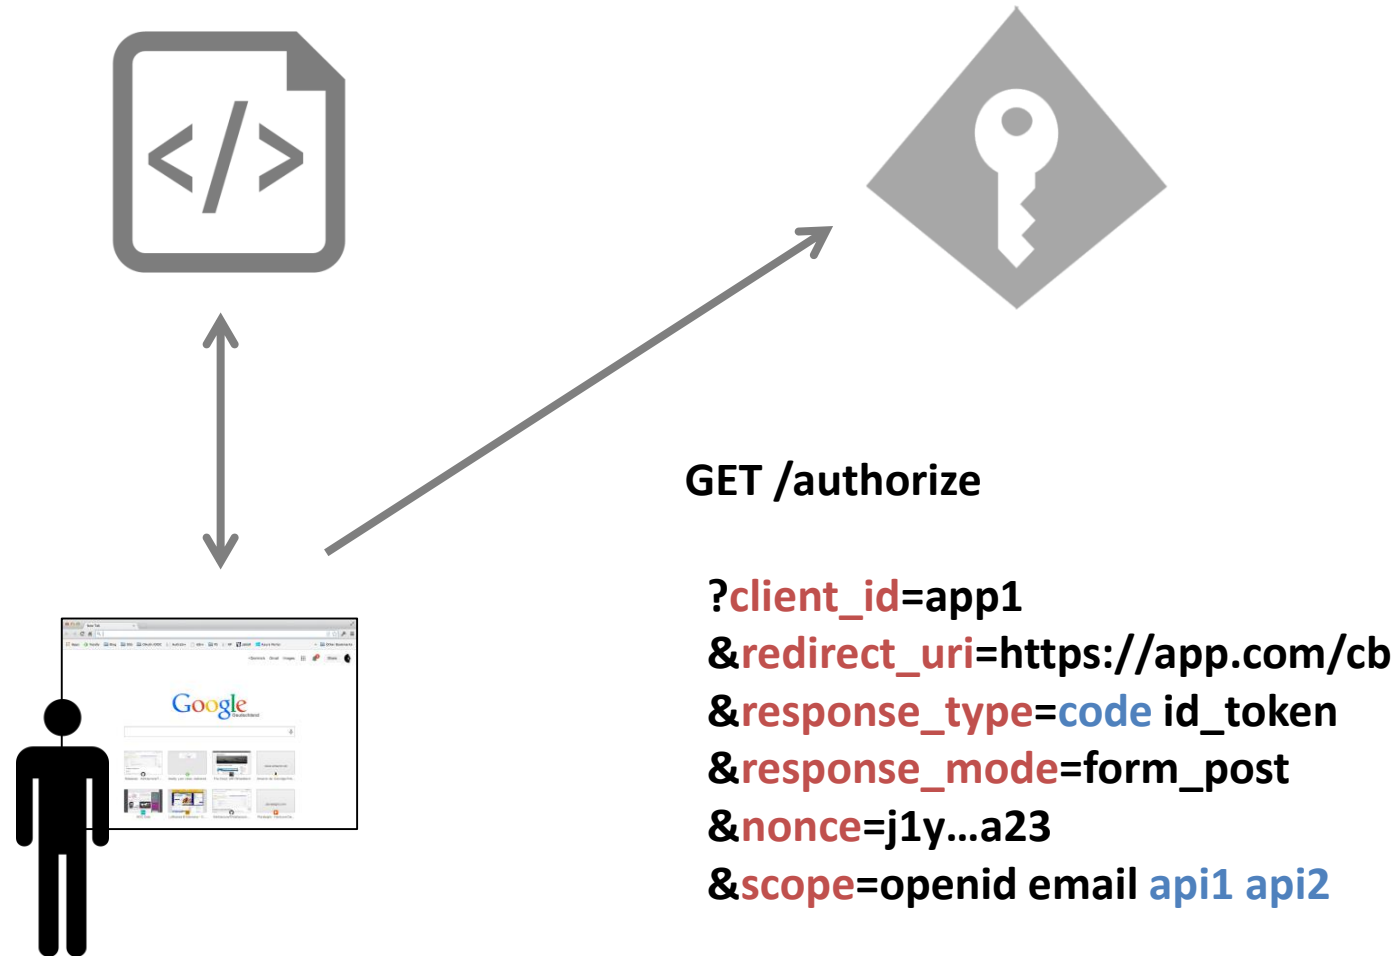 </>
GET /authorize
?client_id=app1
&redirect_uri=https://app.com/cb
&response_type=code id_token
&response_mode=form_post
&nonce=j1y…a23
&scope=openid email api1 api2
Google
Deutschland